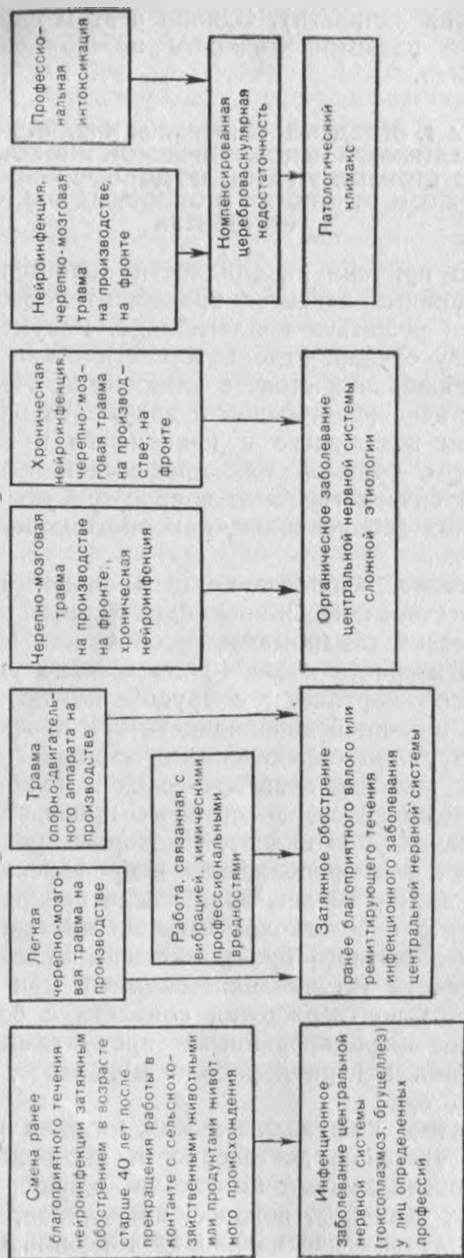 Смена ранее
благоприятного течения
нейроинфекции затяжным
обострением в возрасте
старше 40 лет после
прекращения работы в
контакте с сельскохо-
зяйственными животными
или продуктами живот-
ного происхождения
Инфекционное
заболевание центральной
нервной системы
(токсоплазмоз, бруцеллез)
у лиц определенных
профессий
Легкая
черепно-мозго-
вая травма на
производстве
Травма
опорно-двигатель-
ного аппарата на
производстве
Работа, связанная с
вибрацией, химическими
профессиональными
вредностями
Затяжное обострение
ранее благоприятного вялого или
ремиттирующего течения
инфекционного заболевания
центральной нервной системы
Черепно-мозговая
травма
на производстве
на фронте,
хроническая
нейроинфекция
Хроническая
нейроинфекция,
черепно-моз-
говая травма
на производ-
стве, на
фронте
Органическое заболевание
центральной нервной системы
сложной этиологии
Нейроинфекция,
черепно-мозговая
травма
на производстве,
на фронте
Профессио-
нальная
интоксикация
Компенсированная
цереброваскулярная
недостаточность
Патологический
климакс